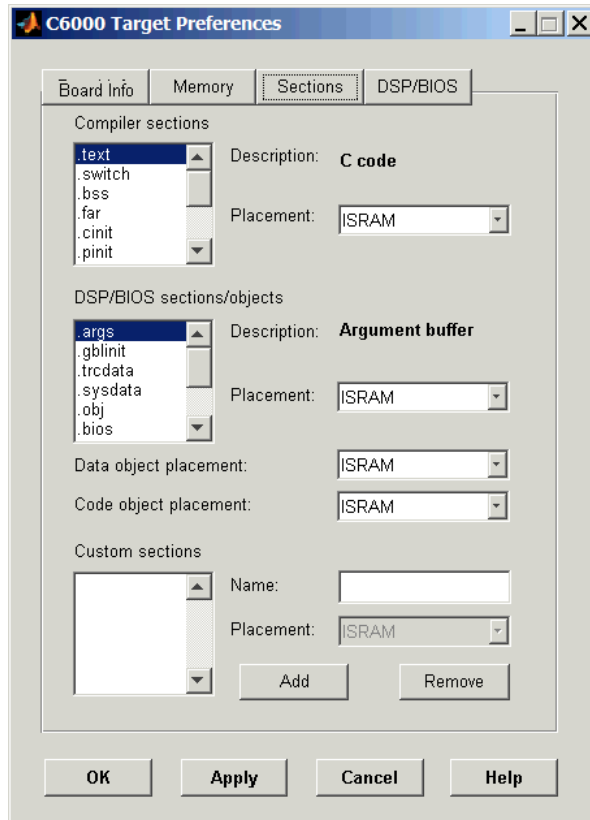 C6000 Target Preferences
Board Info Memory Sections DSP/BIOS
Compiler sections
.text
.switch
.bss
.far
.cinit
.pinit
Description: C code
Placement: ISRAM
DSP/BIOS sections/objects
.args
.gblinit
.trcdata
.sysdata
.obj
.bios
Description: Argument buffer
Placement: ISRAM
Data object placement: ISRAM
Code object placement: ISRAM
Custom sections
Name:
Placement: ISRAM
Add Remove
OK Apply Cancel Help